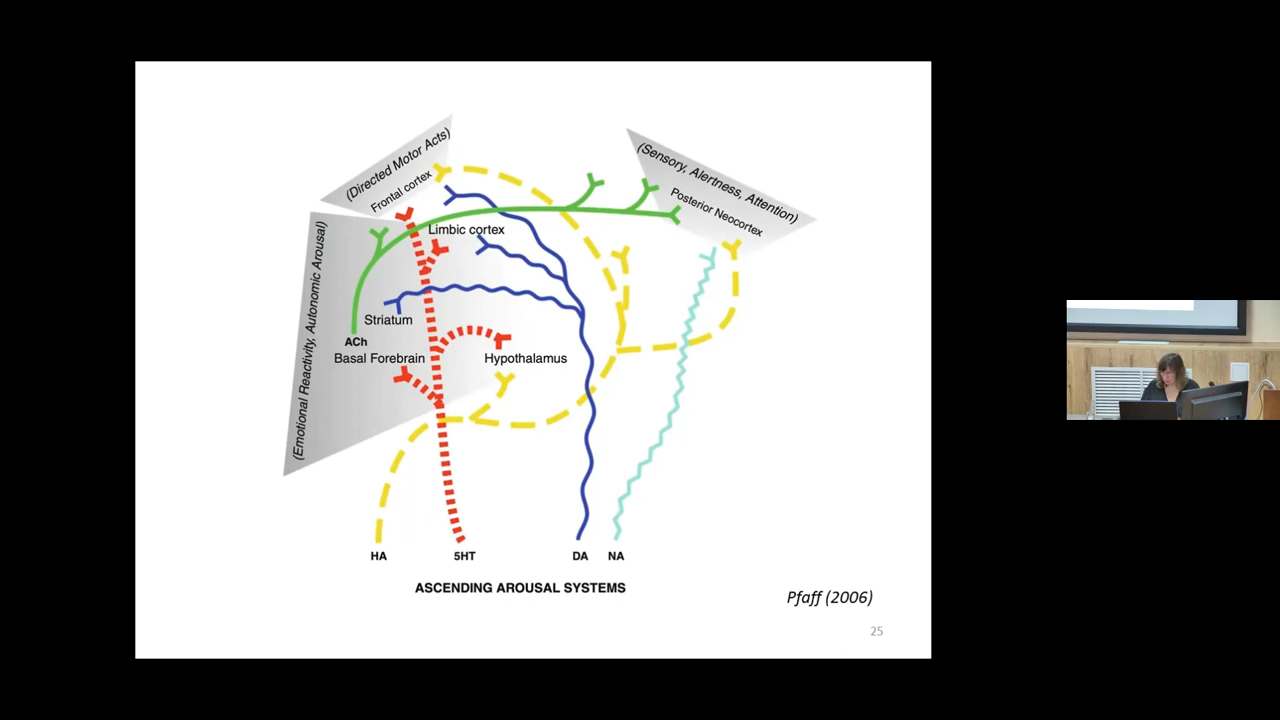 (Directed Motor Acts)
Frontal cortex
(Sensory, Alertness, Attention)
Posterior Neocortex
(Emotional Reactivity, Autonomic Arousal)
Limbic cortex
Striatum
ACh
Basal Forebrain
Hypothalamus
HA
5HT
DA
NA
ASCENDING AROUSAL SYSTEMS
Pfaff (2006)
25